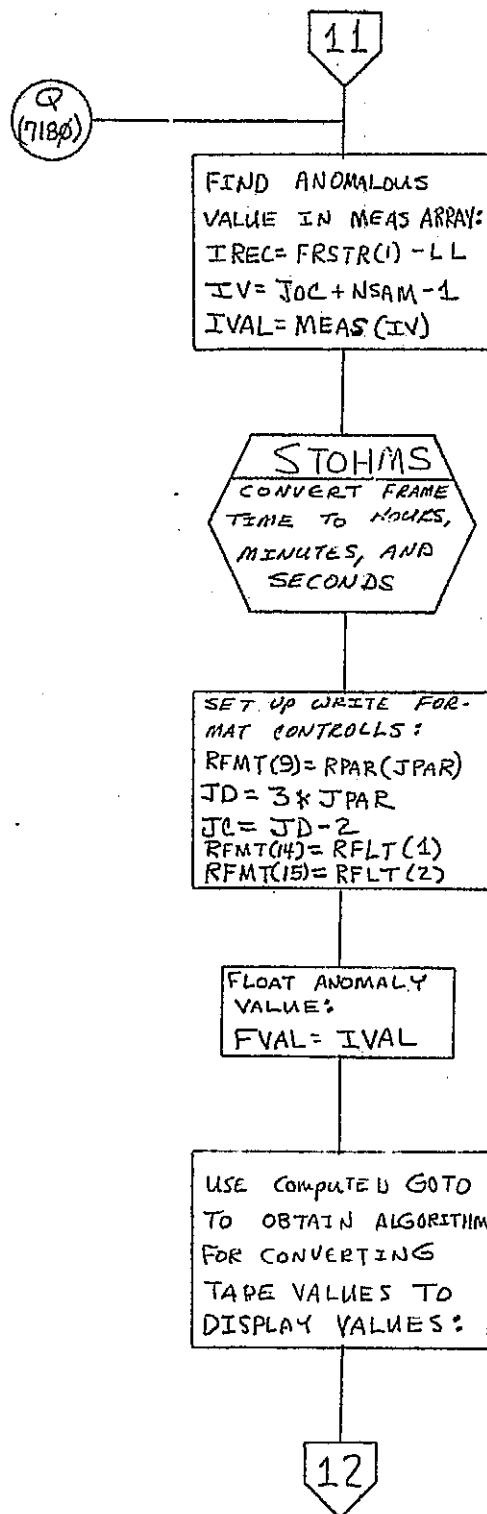 11
Q
(7180)
FIND ANOMALOUS
VALUE IN MEAS ARRAY:
IREC= FRSTR(1) - LL
IV= JOC + NSAM - 1
IVAL= MEAS(IV)
STOHMS
CONVERT FRAME
TIME TO HOURS,
MINUTES, AND
SECONDS
SET UP WRITE FOR-
MAT CONTROLLS:
RFMT(9)= RPAR(JPAR)
JD= 3*JPAR
JC= JD-2
RFMT(14)= RFLT(1)
RFMT(15)= RFLT(2)
FLOAT ANOMALY
VALUE:
FVAL= IVAL
USE COMPUTED GOTO
TO OBTAIN ALGORITHM
FOR CONVERTING
TAPE VALUES TO
DISPLAY VALUES:
12